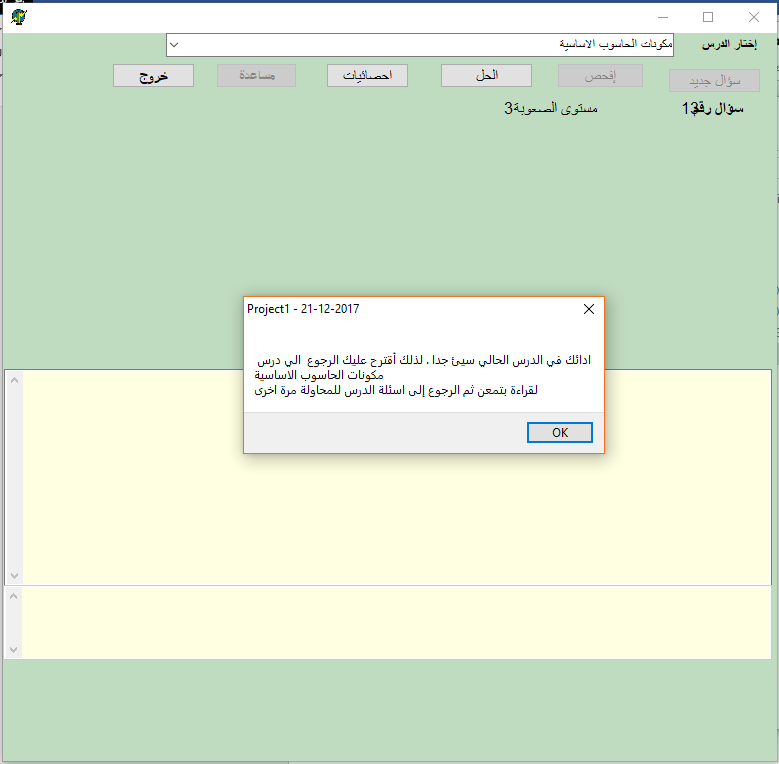 إختار الدرس
مكونات الحاسوب الاساسية
سؤال جديد
إفحص
الحل
احصائيات
مساعدة
خروج
سؤال رقم 13
مستوى الصعوبة3
Project1 - 21-12-2017
ادائك في الدرس الحالي سيئ جدا . لذلك أقترح عليك الرجوع الي درس
مكونات الحاسوب الاساسية
لقراءة بتمعن ثم الرجوع إلى اسئلة الدرس للمحاولة مرة اخرى
OK